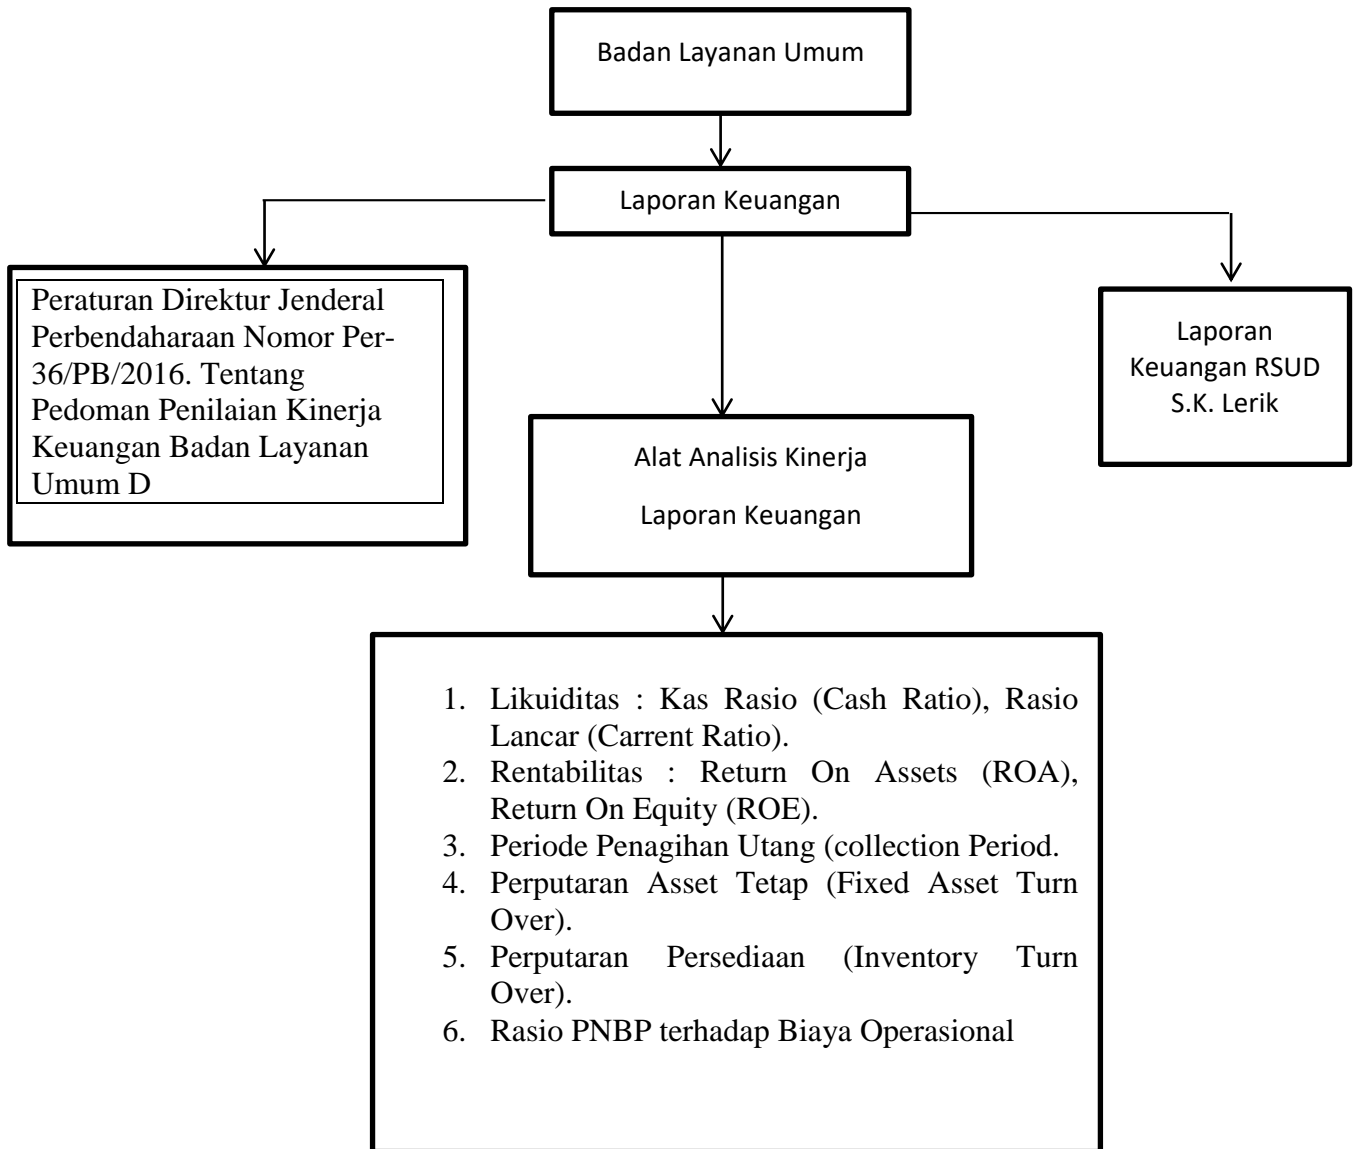 Badan Layanan Umum
Laporan Keuangan
Peraturan Direktur Jenderal
Perbendaharaan Nomor Per-
36/PB/2016. Tentang
Pedoman Penilaian Kinerja
Keuangan Badan Layanan
Umum D
Laporan
Keuangan RSUD
S.K. Lerik
Alat Analisis Kinerja
Laporan Keuangan
1. Likuiditas : Kas Rasio (Cash Ratio), Rasio
Lancar (Carrent Ratio).
2. Rentabilitas : Return On Assets (ROA),
Return On Equity (ROE).
3. Periode Penagihan Utang (collection Period.
4. Perputaran Asset Tetap (Fixed Asset Turn
Over).
5. Perputaran Persediaan (Inventory Turn
Over).
6. Rasio PNBP terhadap Biaya Operasional